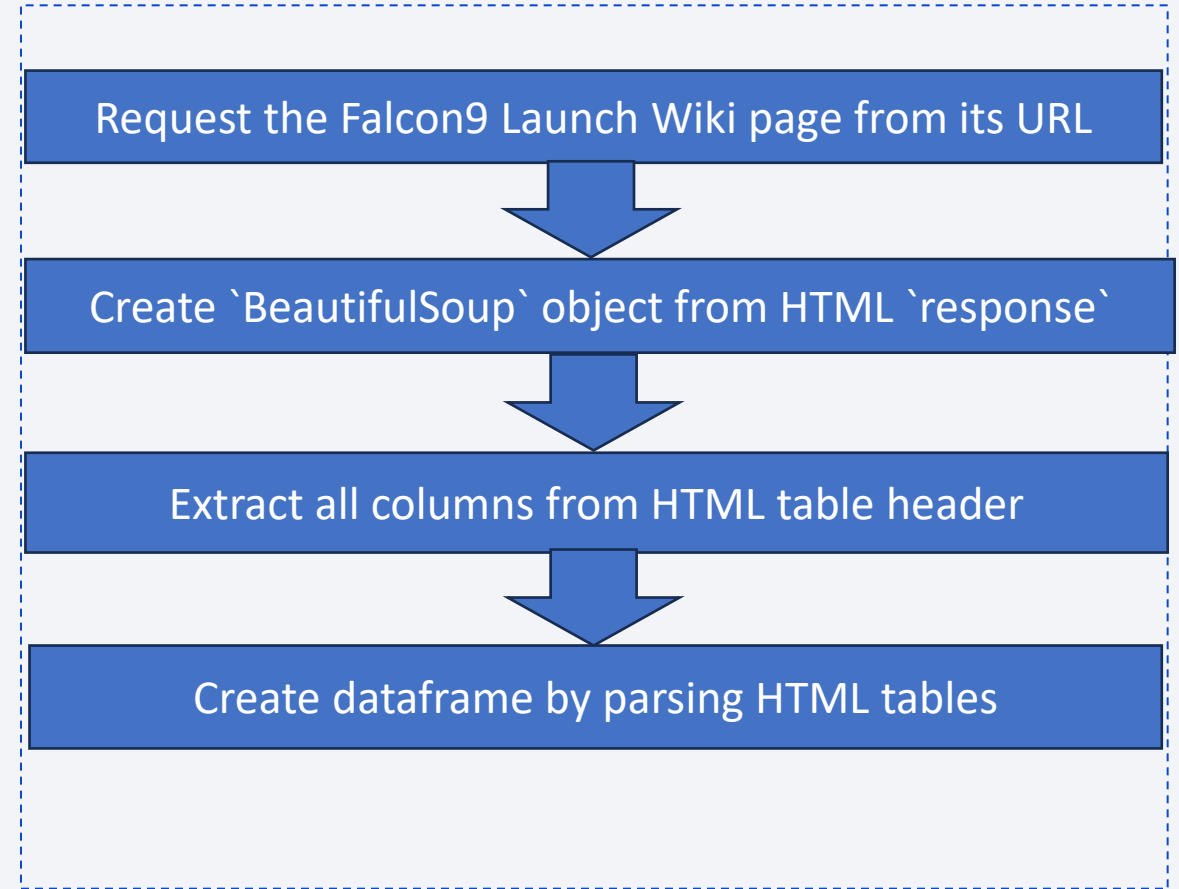 Request the Falcon9 Launch Wiki page from its URL
Create `BeautifulSoup` object from HTML `response`
Extract all columns from HTML table header
Create dataframe by parsing HTML tables